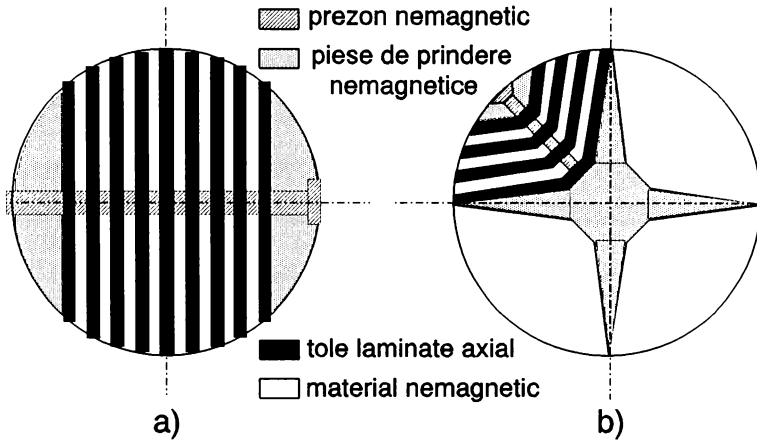 prezon nemagnetic
piese de prindere
nemagnetice
tole laminate axial
material nemagnetic
a)
b)